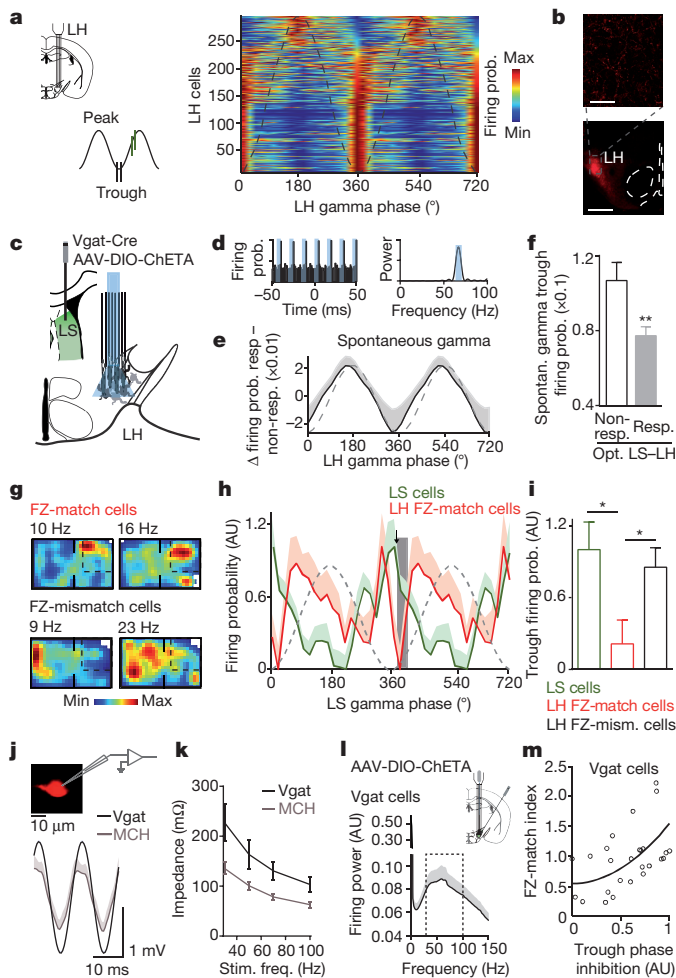 a
LH
Peak
Trough
LH cells
250
200
150
100
50
0
180
360
540
720
LH gamma phase (°)
Firing prob.
Max
Min
b
LH
c
Vgat-Cre
AAV-DIO-ChETA
LS
LH
d
Firing
prob.
–50
0
50
–50
0
50
Time (ms)
Power
0
50
100
Frequency (Hz)
e
Spontaneous gamma
Δ firing prob. resp –
non-resp. (×0.01)
2
0
–2
0
180
360
540
720
LH gamma phase (°)
f
Spontan. gamma trough
firing prob. (×0.1)
1.2
0.8
0.4
**
Non-
resp.
Resp.
Opt. LS–LH
g
FZ-match cells
10 Hz
16 Hz
FZ-mismatch cells
9 Hz
23 Hz
Min
Max
h
LS cells
LH FZ-match cells
Firing probability (AU)
1.2
0.6
0
0
180
360
540
720
LS gamma phase (°)
i
Trough firing prob. (AU)
1.2
0.6
0
*
*
LS cells
LH FZ-match cells
LH FZ-mism. cells
j
10 μm
Vgat
MCH
1 mV
10 ms
k
Impedance (mΩ)
300
200
100
0
Vgat
MCH
40
60
80
100
Stim. freq. (Hz)
l
AAV-DIO-ChETA
Vgat cells
Firing power (AU)
0.50
0.30
0.10
0.08
0.06
0.04
0
50
100
150
Frequency (Hz)
m
Vgat cells
FZ-match index
2.0
1.5
1.0
0.5
0
0
0.5
1
Trough phase
inhibition (AU)